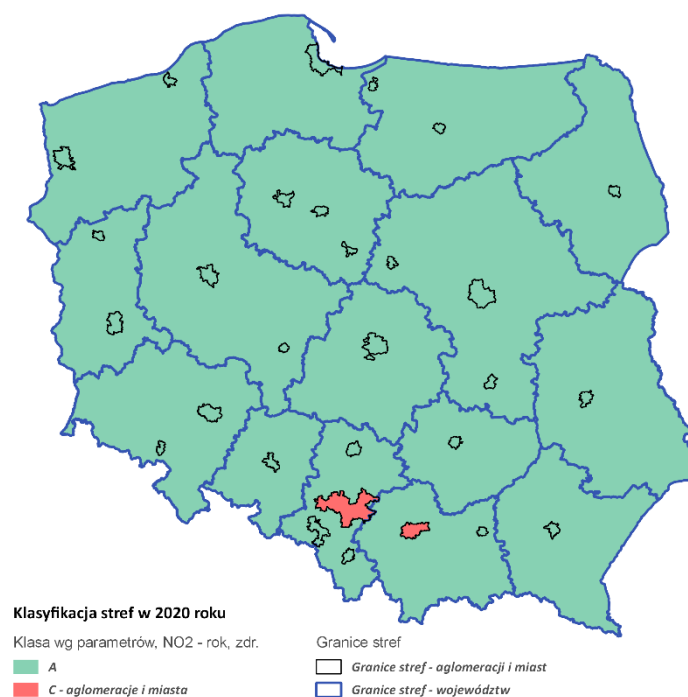 Klasyfikacja stref w 2020 roku
Klasa wg parametrów, NO2 - rok, zdr.
A
C - aglomeracje i miasta
Granice stref
Granice stref - aglomeracji i miast
Granice stref - województw